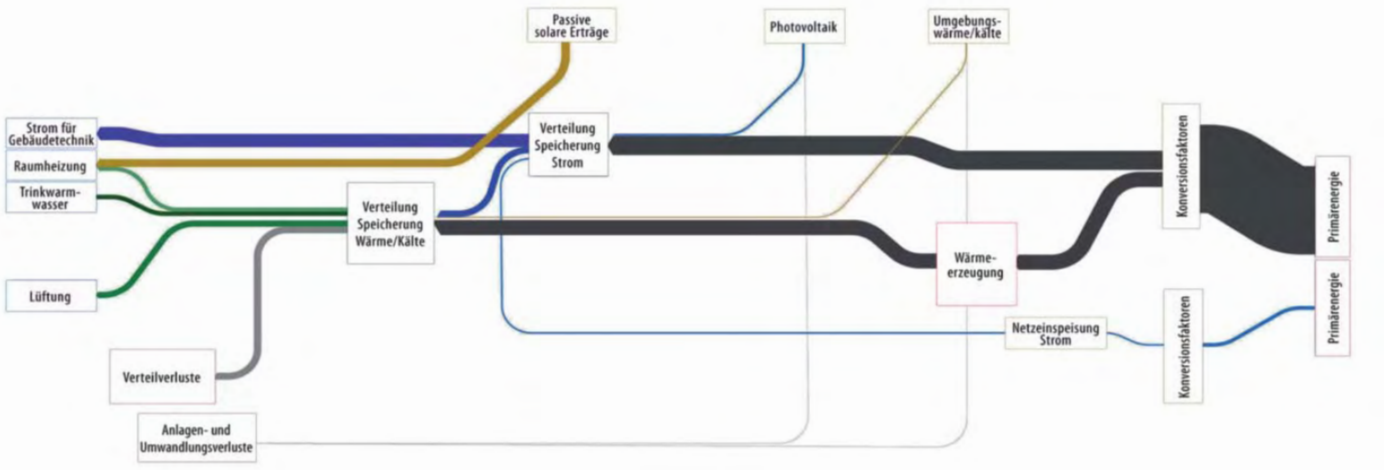 Passive
solare Erträge
Photovoltaik
Umgebungs-
wärme/kälte
Strom für
Gebäudetechnik
Raumheizung
Trinkwarm-
wasser
Lüftung
Verteilverluste
Anlagen- und
Umwandlungsverluste
Verteilung
Speicherung
Wärme/Kälte
Verteilung
Speicherung
Strom
Wärme-
erzeugung
Netzeinspeisung
Strom
Konversionsfaktoren
Konversionsfaktoren
Primärenergie
Primärenergie